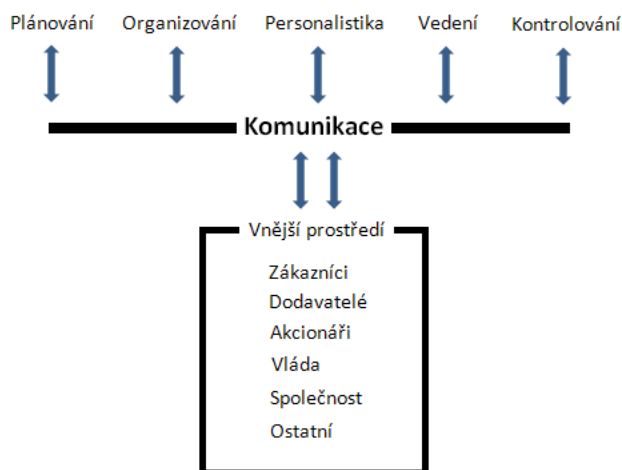 Plánování Organizování Personalistika Vedení Kontrolování
Komunikace
Vnější prostředí
Zákazníci
Dodavatelé
Akcionáři
Vláda
Společnost
Ostatní